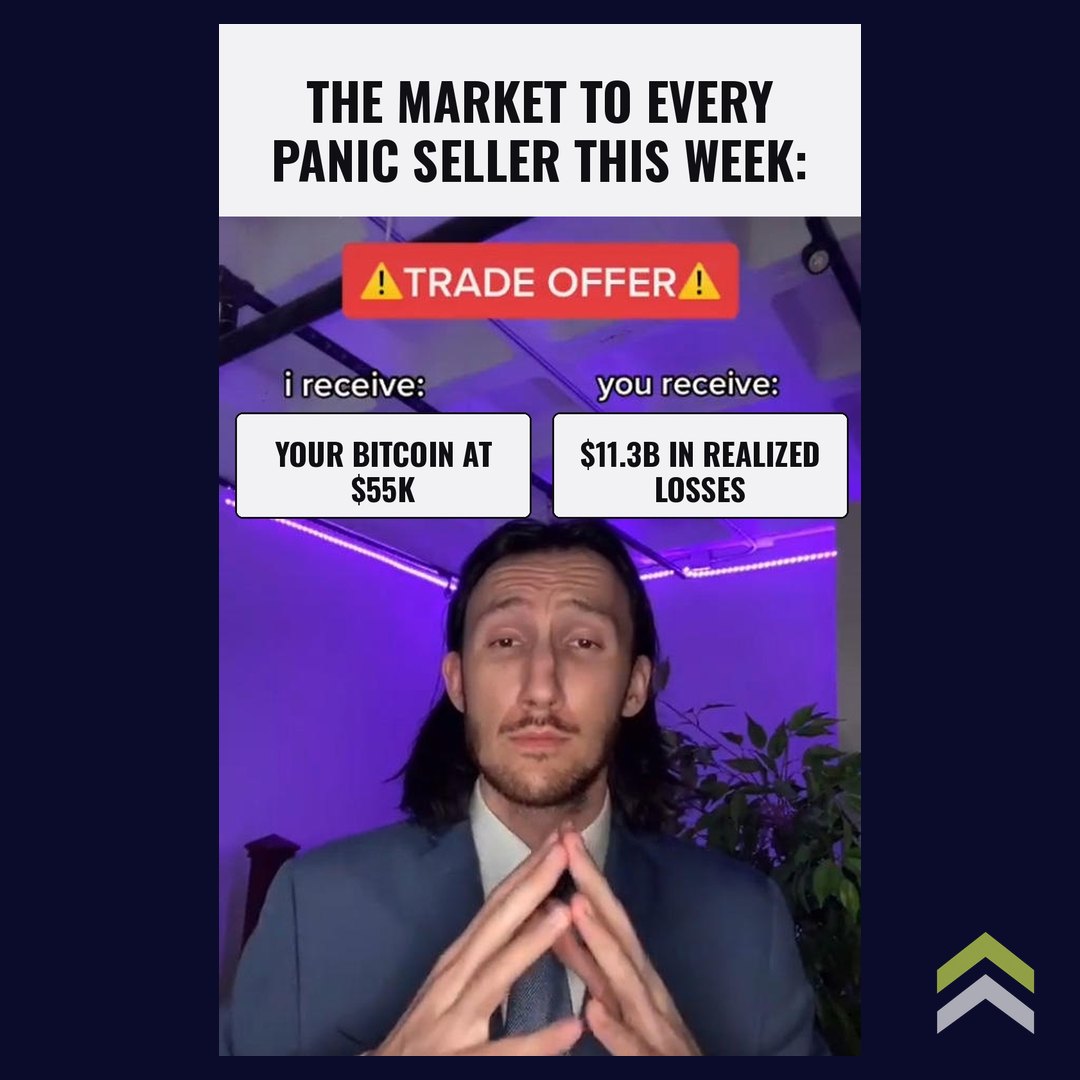 THE MARKET TO EVERY
PANIC SELLER THIS WEEK:
⚠️TRADE OFFER⚠️
i receive:
you receive:
YOUR BITCOIN AT
$55K
$11.3B IN REALIZED
LOSSES